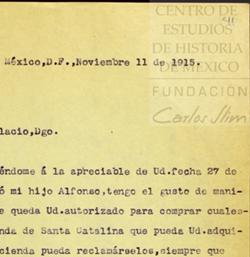 CENTRO DE
ESTUDIOS
DE HISTORIA
DE MEXICO
FUNDACIÓN
Carlos Slim
México,D.F.,Noviembre 11 de 1915.
lacio,Dgo.
éndome á la apreciable de Ud.fecha 27 de
ó mi hijo Alfonso,tengo el gusto de mani-
e queda Ud.autorizado para comprar cuales-
nda de Santa Catalina que pueda Ud.adqui-
cienda pueda reclamárselos,siempre que